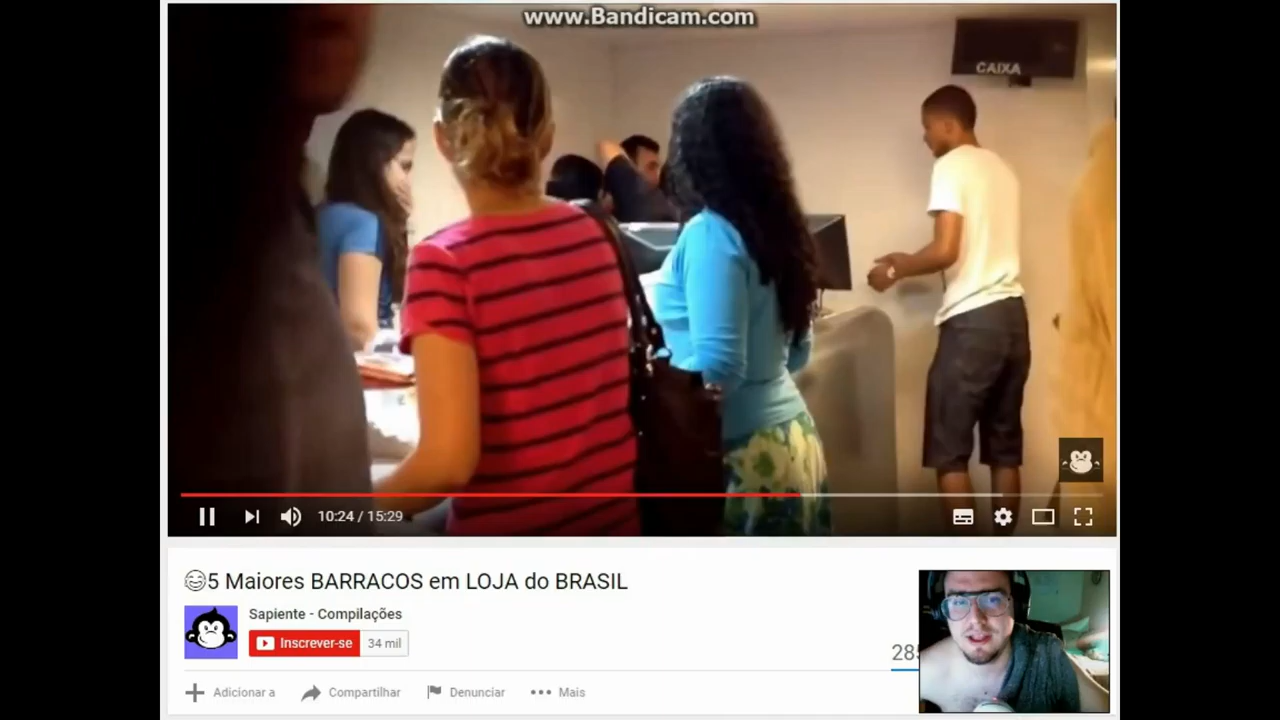 www.Bandicam.com
CAIXA
10:24 / 15:29
😂5 Maiores BARRACOS em LOJA do BRASIL
Sapiente - Compilações
Inscrever-se 34 mil
285
Adicionar a Compartilhar Denunciar Mais